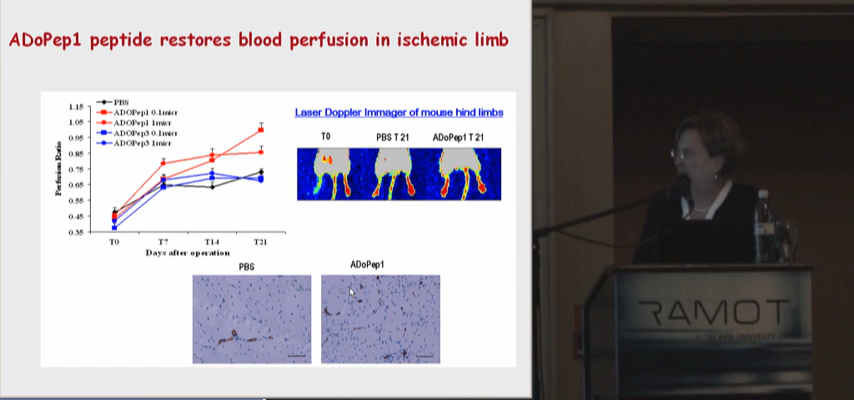 ADoPep1 peptide restores blood perfusion in ischemic limb
PBS
ADOPep1 0.1micr
ADOPep1 1micr
ADOPep3 0.1micr
ADOPep3 1micr
1.15
1.05
0.95
0.85
0.75
0.65
0.55
0.45
0.35
Perfusion Ratio
T0 T7 T14 T21
Days after operation
Laser Doppler Immager of mouse hind limbs
T0 PBS T 21 ADoPep1 T 21
PBS ADoPep1
RAMOT